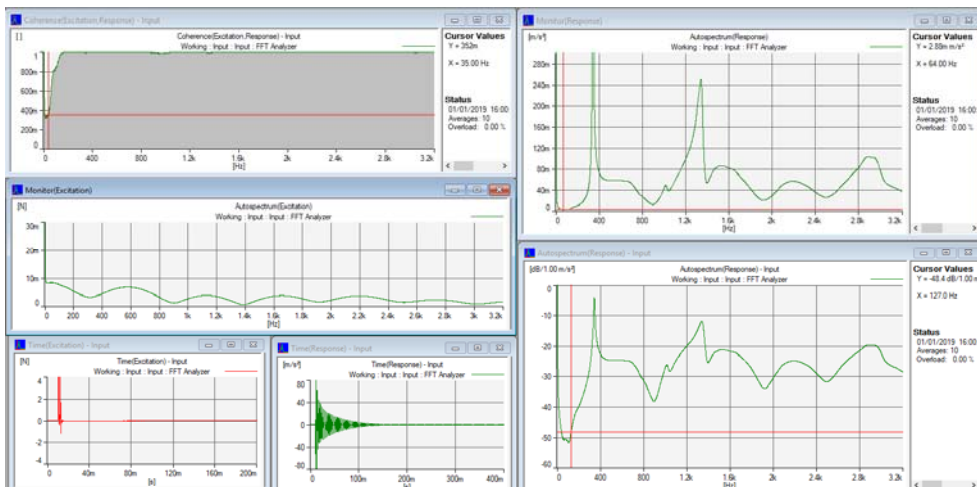 Coherence(Excitation,Response) - Input
[ ]
Coherence(Excitation,Response) - Input
Working : Input : Input : FFT Analyzer
1
800m
600m
400m
200m
0
0
400
800
1.2k
1.6k
2k
2.4k
2.8k
3.2k
[Hz]
Cursor Values
Y = 352m
X = 35.00 Hz
Status
01/01/2019 16:00
Averages: 10
Overload: 0.00 %
Monitor(Excitation)
[N]
Autospectrum(Excitation)
Working : Input : Input : FFT Analyzer
30m
20m
10m
0
0
200
400
600
800
1k
1.2k
1.4k
1.6k
1.8k
2k
2.2k
2.4k
2.6k
2.8k
3k
3.2k
[Hz]
Time(Excitation) - Input
[N]
Time(Excitation) - Input
Working : Input : Input : FFT Analyzer
4
2
0
-2
-4
0
40m
80m
120m
160m
200m
[s]
Time(Response) - Input
[m/s²]
Time(Response) - Input
Working : Input : Input : FFT Analyzer
80
40
0
-40
-80
0
100m
200m
300m
400m
Monitor(Response)
[m/s²]
Autospectrum(Response)
Working : Input : Input : FFT Analyzer
280m
240m
200m
160m
120m
80m
40m
0
0
400
800
1.2k
1.6k
2k
2.4k
2.8k
3.2k
[Hz]
Cursor Values
Y = 2.88m m/s²
X = 64.00 Hz
Status
01/01/2019 16:00
Averages: 10
Overload: 0.00 %
Autospectrum(Response) - Input
[dB/1.00 m/s²]
Autospectrum(Response) - Input
Working : Input : Input : FFT Analyzer
0
-10
-20
-30
-40
-50
-60
0
400
800
1.2k
1.6k
2k
2.4k
2.8k
3.2k
[Hz]
Cursor Values
Y = -48.4 dB/1.00
X = 127.0 Hz
Status
01/01/2019 16:00
Averages: 10
Overload: 0.00 %